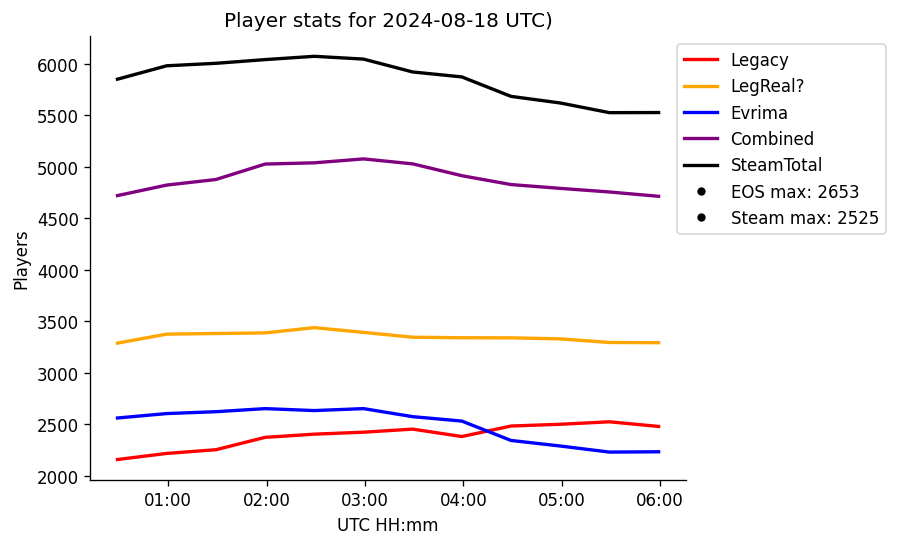 Player stats for 2024-08-18 UTC)
Legacy
LegReal?
Evrima
Combined
SteamTotal
EOS max: 2653
Steam max: 2525
Players
6000
5500
5000
4500
4000
3500
3000
2500
2000
01:00 02:00 03:00 04:00 05:00 06:00
UTC HH:mm